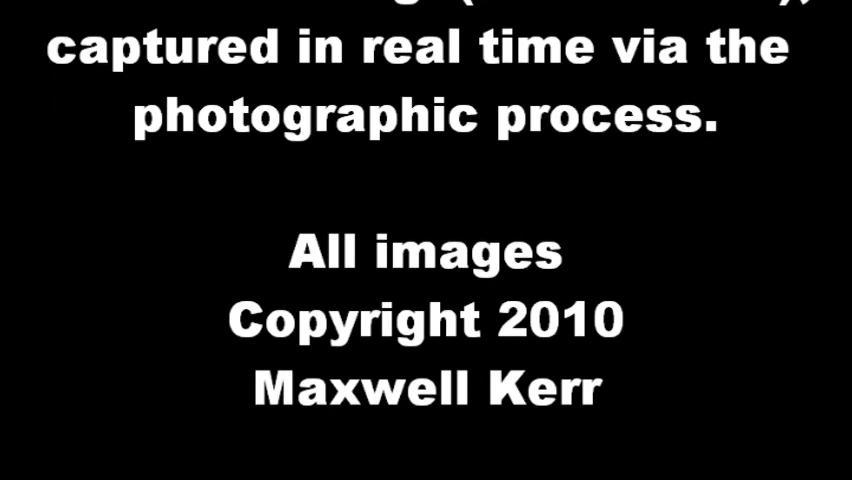 captured in real time via the
photographic process.
All images
Copyright 2010
Maxwell Kerr